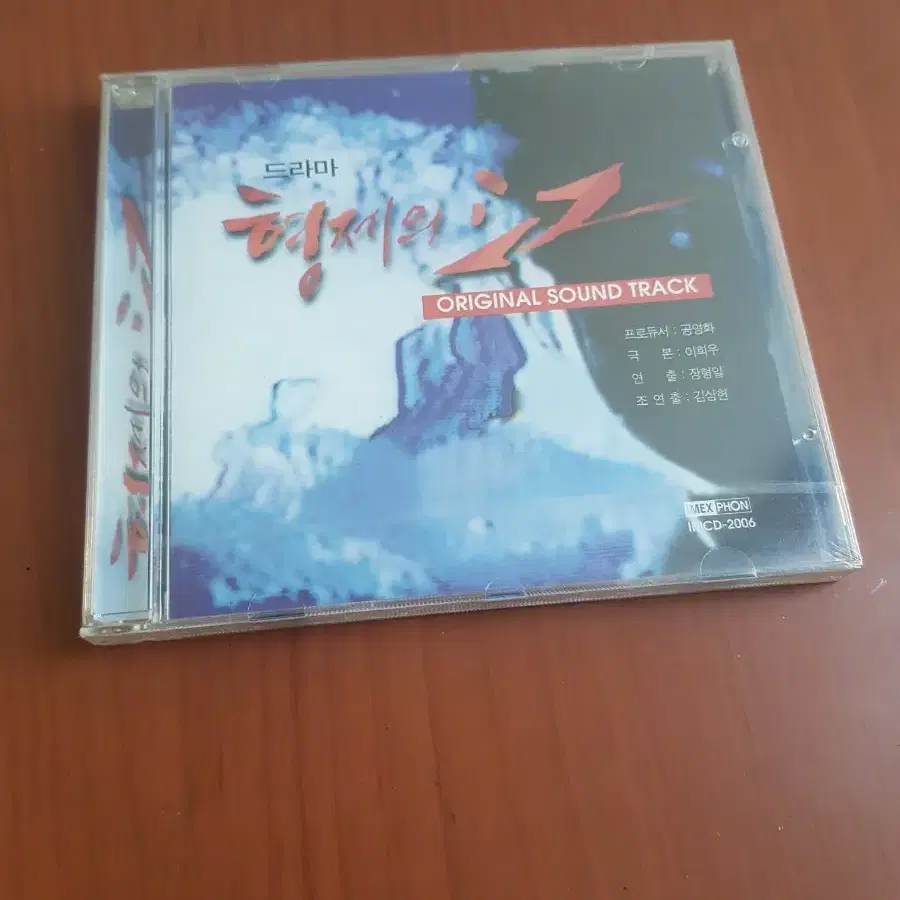 드라마
형제의 강
ORIGINAL SOUND TRACK
프로듀서 : 공영화
극 본 : 이희우
연 출 : 장형일
조 연 출 : 김상헌
MEX PHON
IMCD-2006
형제의 강